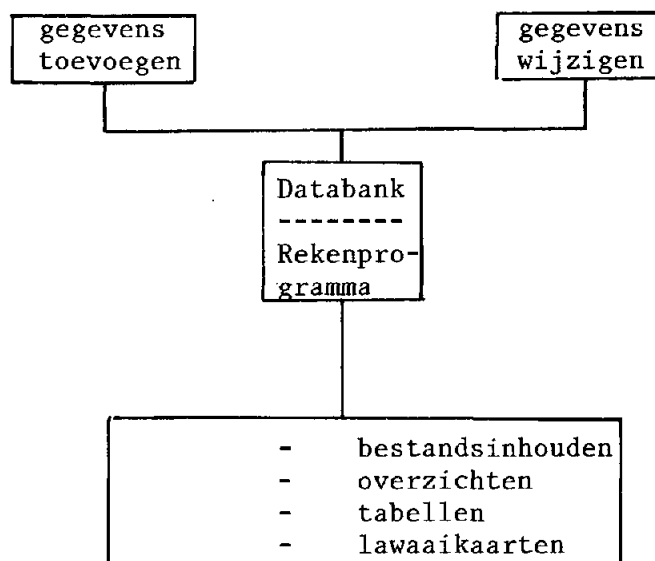 gegevens
toevoegen
gegevens
wijzigen
Databank
--------
Rekenpro-
gramma
- bestandsinhouden
- overzichten
- tabellen
- lawaaikaarten